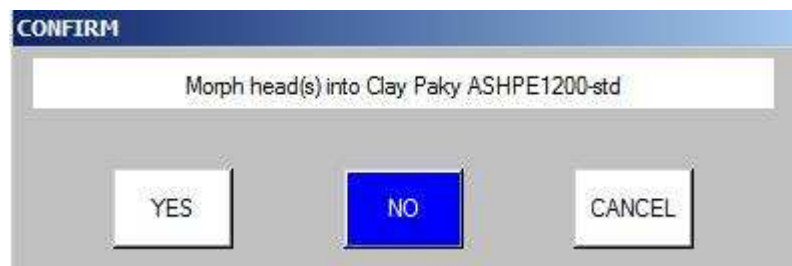 CONFIRM
Morph head(s) into Clay Paky ASHPE1200-std
YES NO CANCEL